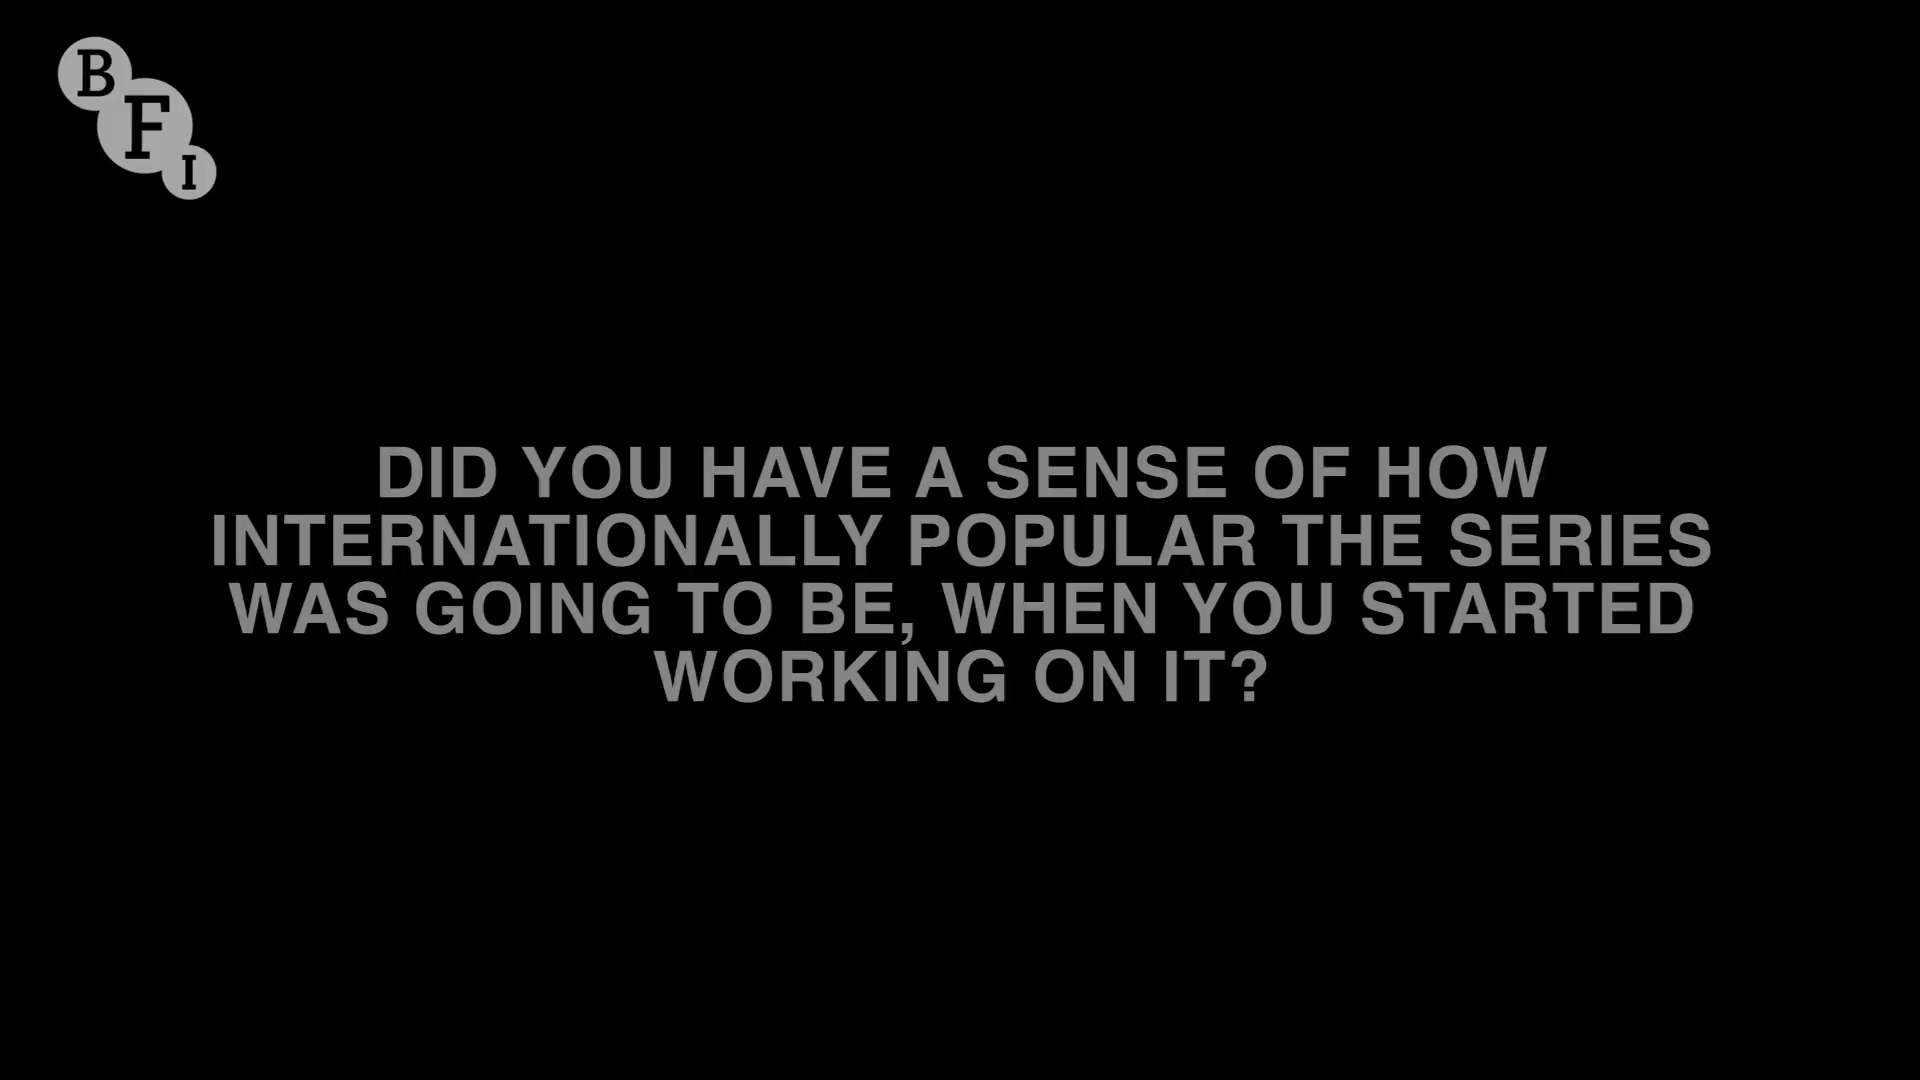 BFI
DID YOU HAVE A SENSE OF HOW
INTERNATIONALLY POPULAR THE SERIES
WAS GOING TO BE, WHEN YOU STARTED
WORKING ON IT?